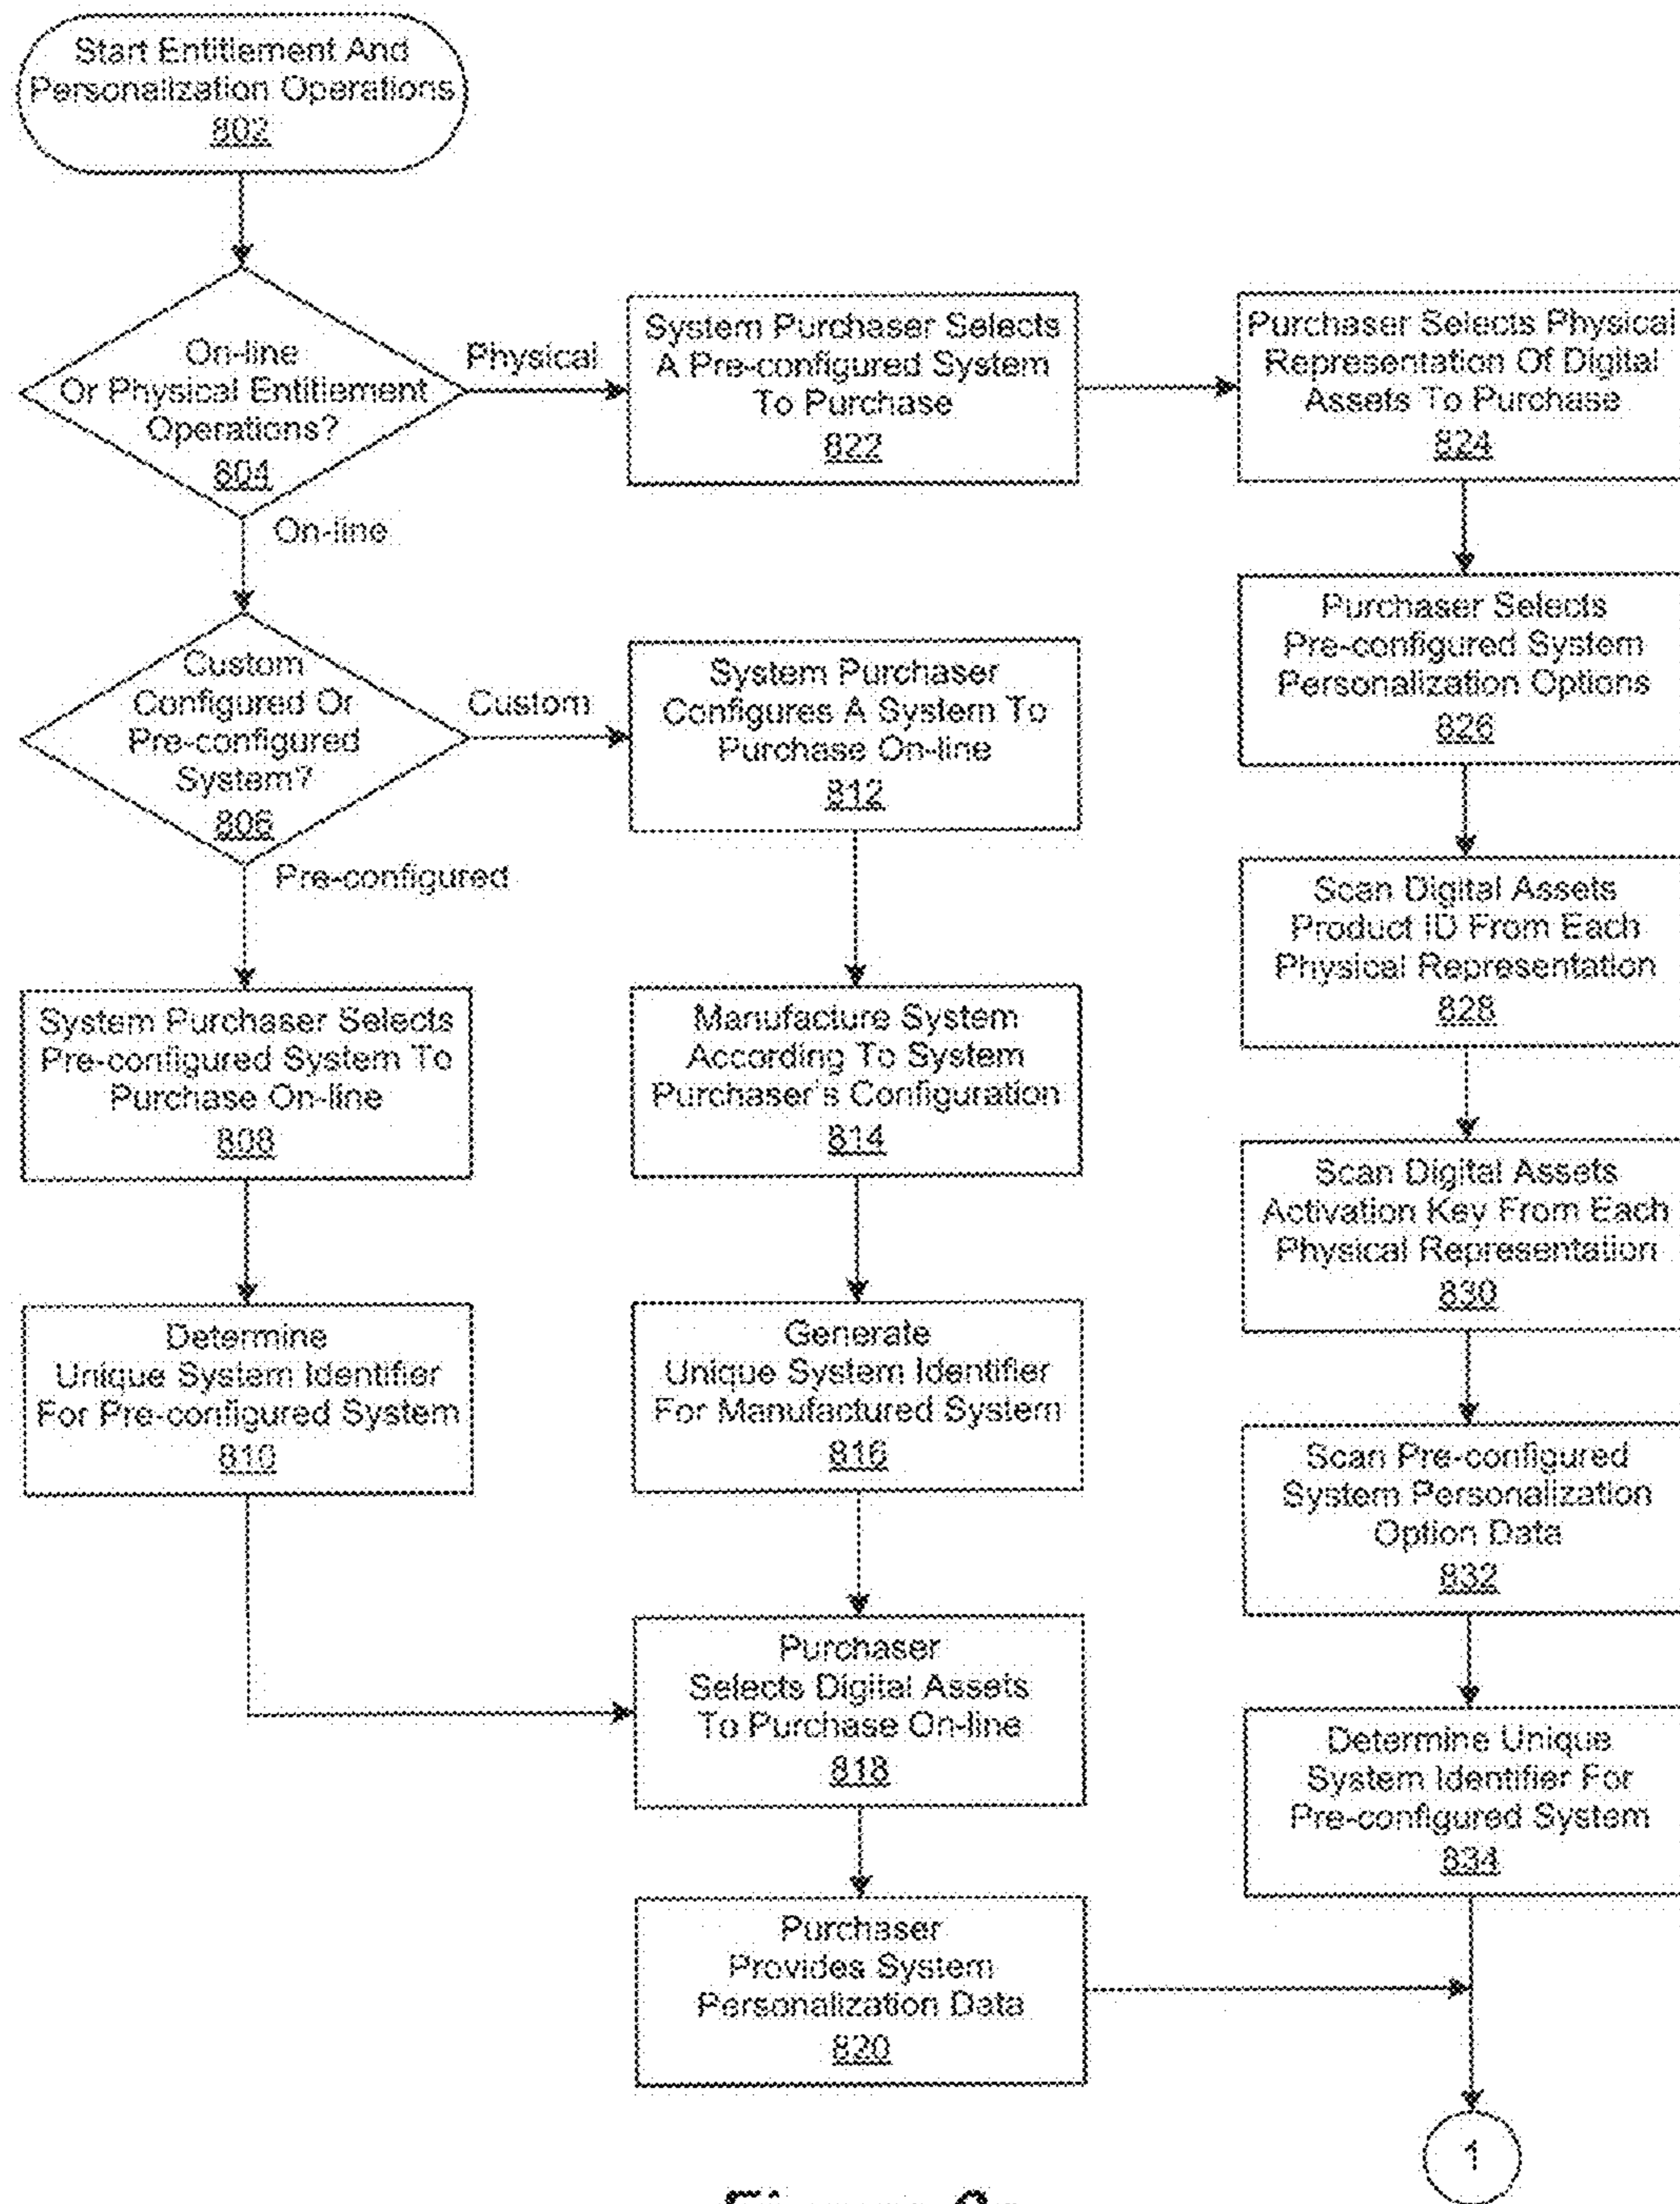 Start Entitlement And
Personalization Operations
802
On-line
Or Physical Entitlement
Operations?
804
Physical
On-line
System Purchaser Selects
A Pre-configured System
To Purchase
822
Purchaser Selects Physical
Representation Of Digital
Assets To Purchase
824
Custom
Configured Or
Pre-configured
System?
806
Custom
Pre-configured
System Purchaser
Configures A System To
Purchase On-line
812
Purchaser Selects
Pre-configured System
Personalization Options
826
Scan Digital Assets
Product ID From Each
Physical Representation
828
System Purchaser Selects
Pre-configured System To
Purchase On-line
808
Manufacture System
According To System
Purchaser's Configuration
814
Scan Digital Assets
Activation Key From Each
Physical Representation
830
Determine
Unique System Identifier
For Pre-configured System
810
Generate
Unique System Identifier
For Manufactured System
816
Scan Pre-configured
System Personalization
Option Data
832
Purchaser
Selects Digital Assets
To Purchase On-line
818
Determine Unique
System Identifier For
Pre-configured System
834
Purchaser
Provides System
Personalization Data
820
1